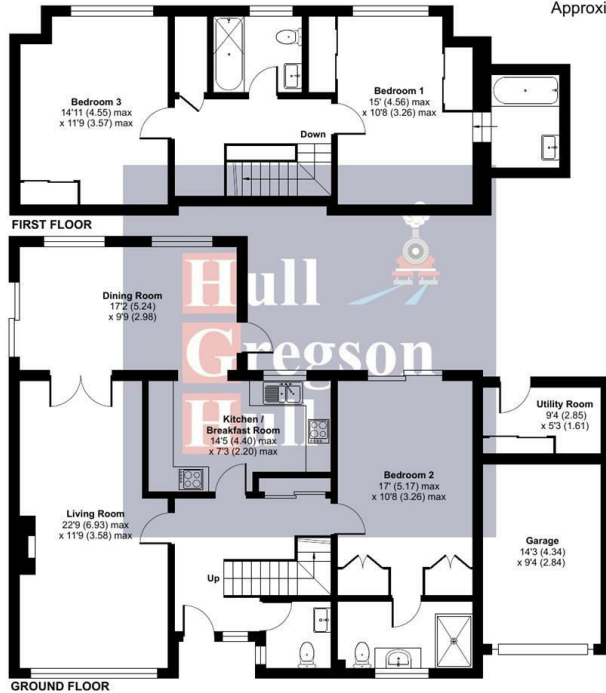 Approxi
Bedroom 3
14'11 (4.55) max
x 11'9 (3.57) max
Bedroom 1
15' (4.56) max
x 10'8 (3.26) max
Down
FIRST FLOOR
Dining Room
17'2 (5.24)
x 9'9 (2.98)
Hull
Gregson
Hull
Kitchen /
Breakfast Room
14'5 (4.40) max
x 7'3 (2.20) max
Utility Room
9'4 (2.85)
x 5'3 (1.61)
Bedroom 2
17' (5.17) max
x 10'8 (3.26) max
Living Room
22'9 (6.93) max
x 11'9 (3.58) max
Garage
14'3 (4.34)
x 9'4 (2.84)
Up
GROUND FLOOR